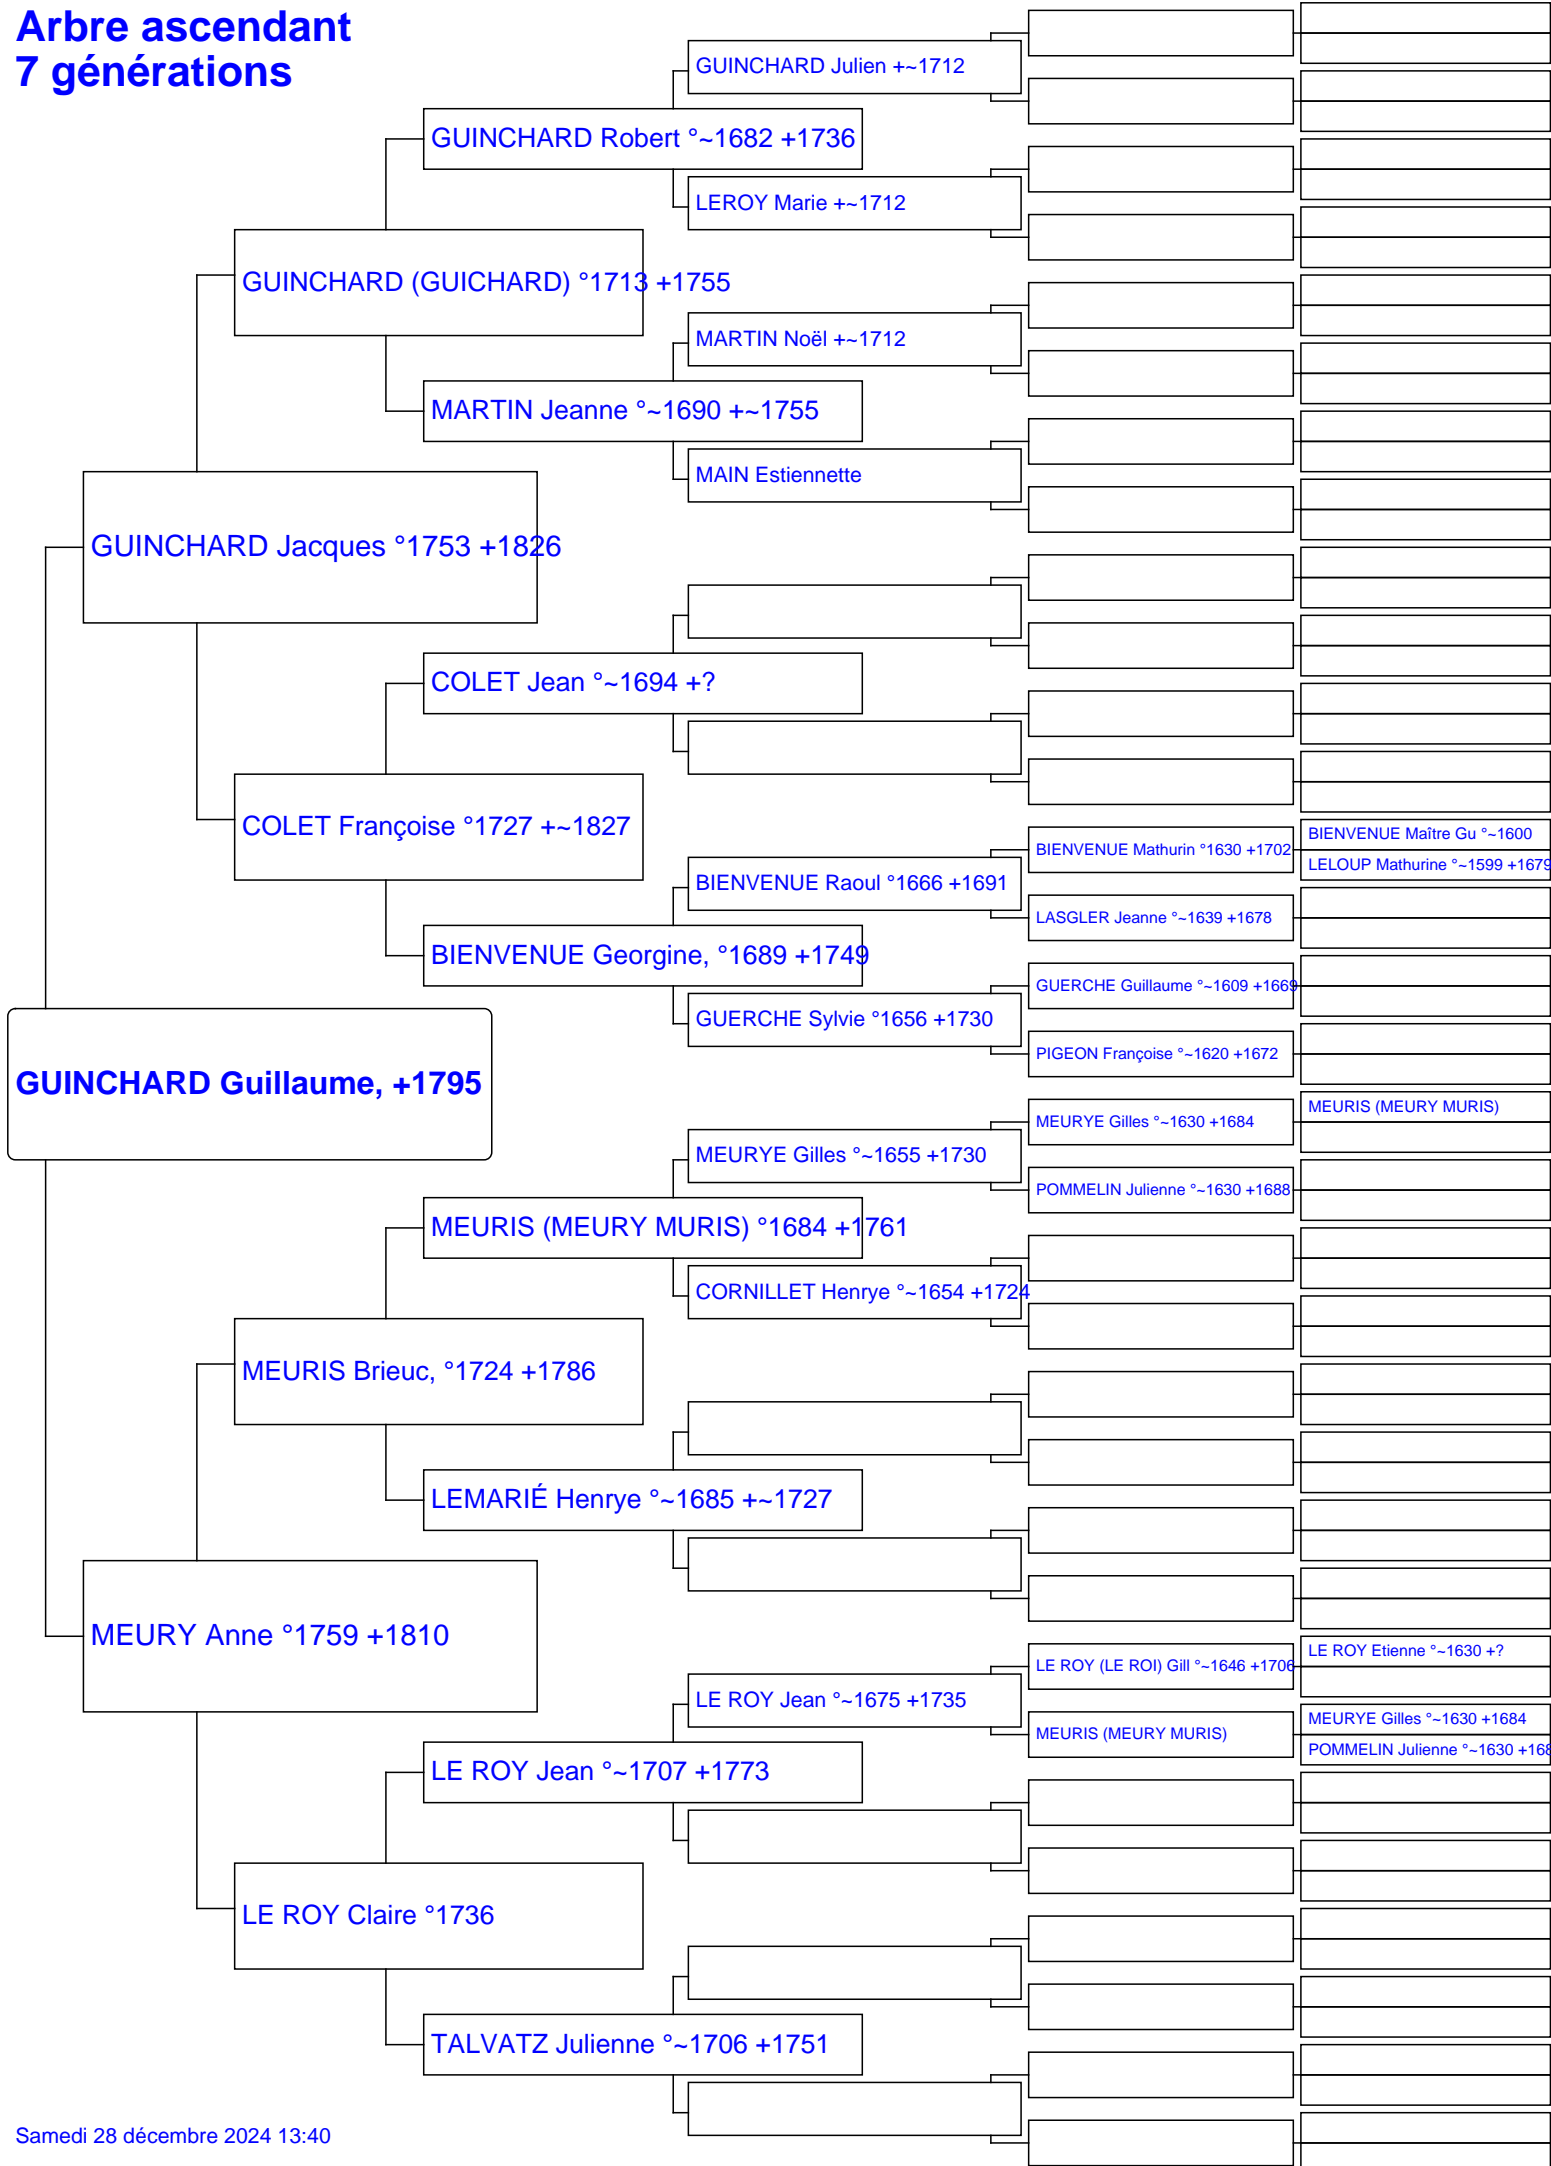 Arbre ascendant
7 générations
GUINCHARD Julien +~1712
GUINCHARD Robert °~1682 +1736
LEROY Marie +~1712
GUINCHARD (GUICHARD) °1713 +1755
MARTIN Noël +~1712
MARTIN Jeanne °~1690 +~1755
MAIN Estiennette
GUINCHARD Jacques °1753 +1826
COLET Jean °~1694 +?
COLET Françoise °1727 +~1827
BIENVENUE Maître Gu °~1600
BIENVENUE Mathurin °1630 +1702
LELOUP Mathurine °~1599 +1679
BIENVENUE Raoul °1666 +1691
LASGLER Jeanne °~1639 +1678
BIENVENUE Georgine, °1689 +1749
GUERCHE Guillaume °~1609 +1669
GUERCHE Sylvie °1656 +1730
PIGEON Françoise °~1620 +1672
GUINCHARD Guillaume, +1795
MEURIS (MEURY MURIS)
MEURYE Gilles °~1630 +1684
MEURYE Gilles °~1655 +1730
POMMELIN Julienne °~1630 +1688
MEURIS (MEURY MURIS) °1684 +1761
CORNILLET Henrye °~1654 +1724
MEURIS Brieuc, °1724 +1786
LEMARIÉ Henrye °~1685 +~1727
MEURY Anne °1759 +1810
LE ROY Etienne °~1630 +?
LE ROY (LE ROI) Gill °~1646 +1706
LE ROY Jean °~1675 +1735
MEURYE Gilles °~1630 +1684
MEURIS (MEURY MURIS)
POMMELIN Julienne °~1630 +168
LE ROY Jean °~1707 +1773
LE ROY Claire °1736
TALVATZ Julienne °~1706 +1751
Samedi 28 décembre 2024 13:40